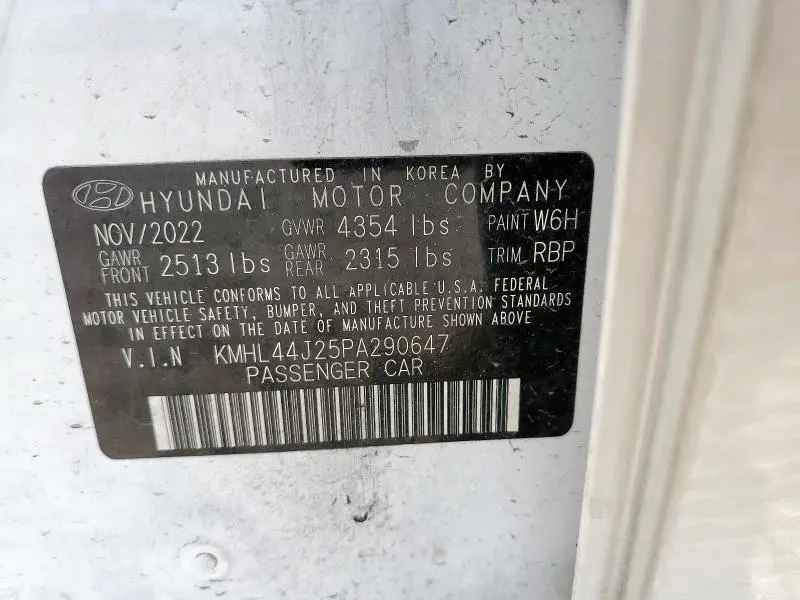 MANUFACTURED IN KOREA BY
HYUNDAI MOTOR COMPANY
NOV/2022 GVWR 4354 lbs PAINT W6H
GAWR FRONT 2513 lbs GAWR REAR 2315 lbs TRIM RBP
THIS VEHICLE CONFORMS TO ALL APPLICABLE U.S.A. FEDERAL
MOTOR VEHICLE SAFETY, BUMPER, AND THEFT PREVENTION STANDARDS
IN EFFECT ON THE DATE OF MANUFACTURE SHOWN ABOVE
V.I.N KMHL44J25PA290647
PASSENGER CAR